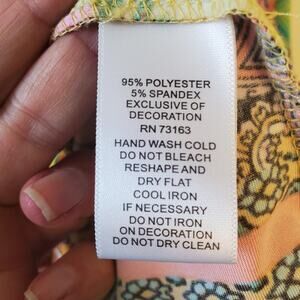 95% POLYESTER
5% SPANDEX
EXCLUSIVE OF
DECORATION
RN 73163
HAND WASH COLD
DO NOT BLEACH
RESHAPE AND
DRY FLAT
COOL IRON
IF NECESSARY
DO NOT IRON
ON DECORATION
DO NOT DRY CLEAN